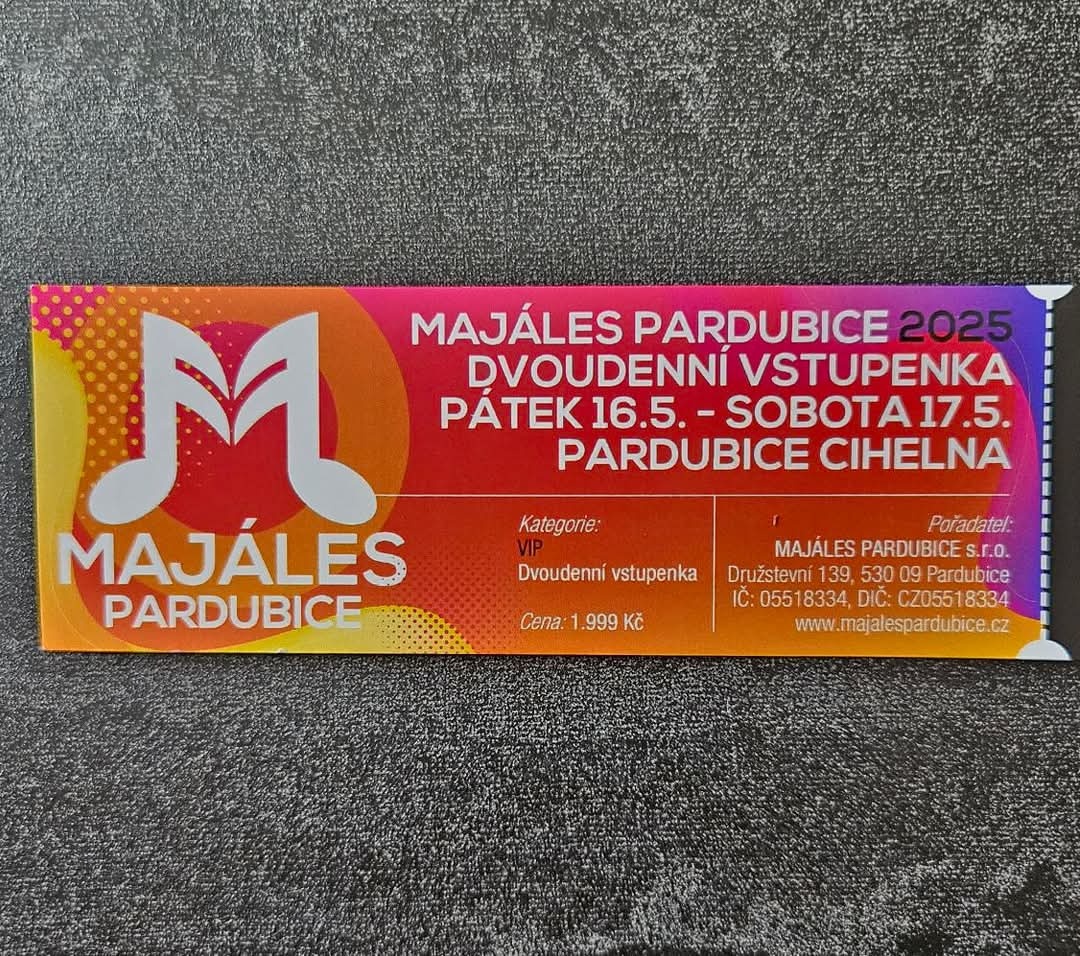 MAJÁLES
PARDUBICE
MAJÁLES PARDUBICE 2025
DVOUDENNÍ VSTUPENKA
PÁTEK 16.5. - SOBOTA 17.5.
PARDUBICE CIHELNA
Kategorie:
VIP
Dvoudenní vstupenka
Cena: 1.999 Kč
Pořadatel:
MAJÁLES PARDUBICE s.r.o.
Družstevní 139, 530 09 Pardubice
IČ: 05518334, DIČ: CZ05518334
www.majalespardubice.cz